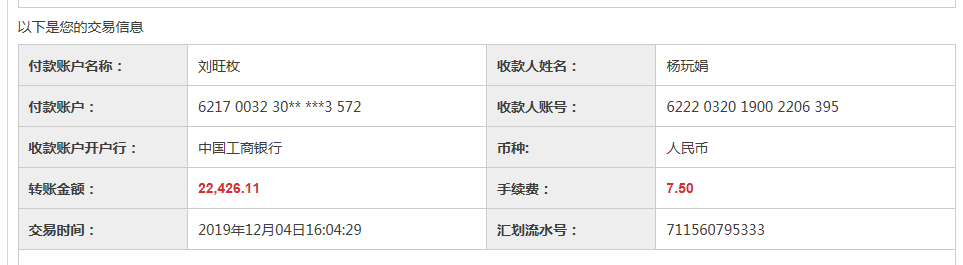 以下是您的交易信息
付款账户名称： 刘旺枚 收款人姓名： 杨玩娟
付款账户： 6217 0032 30** ***3 572 收款人账号： 6222 0320 1900 2206 395
收款账户开户行： 中国工商银行 币种: 人民币
转账金额： 22,426.11 手续费： 7.50
交易时间： 2019年12月04日16:04:29 汇划流水号： 711560795333